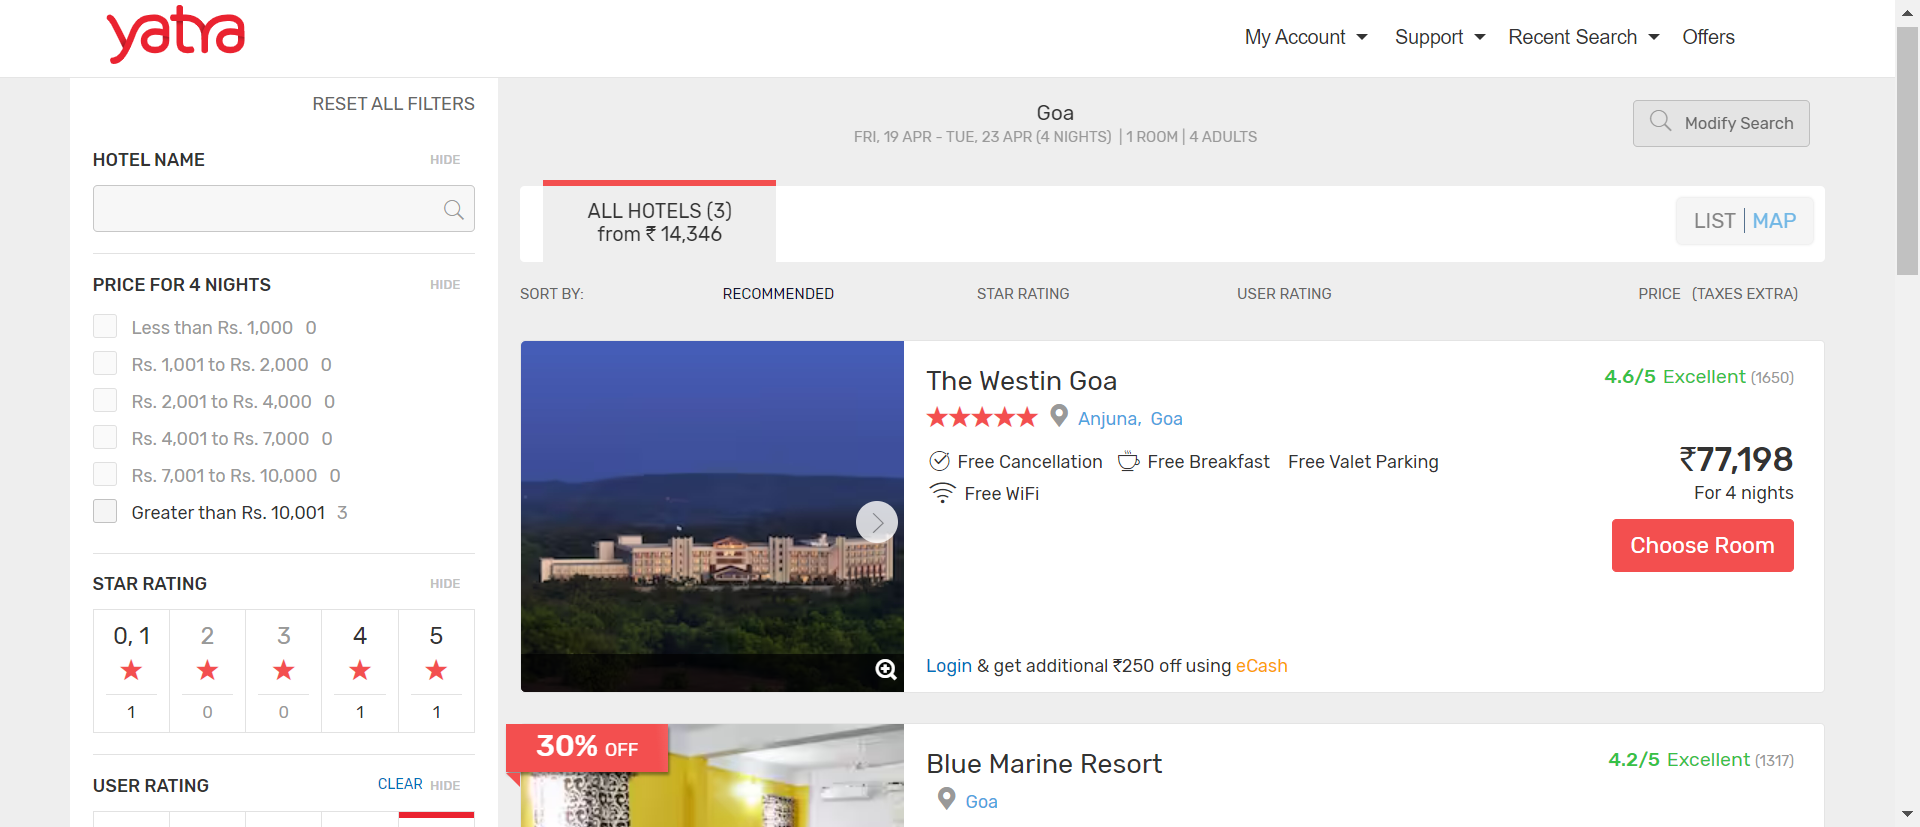 yatra
My Account
Support
Recent Search
Offers
RESET ALL FILTERS
HOTEL NAME
HIDE
PRICE FOR 4 NIGHTS
HIDE
Less than Rs. 1,000 0
Rs. 1,001 to Rs. 2,000 0
Rs. 2,001 to Rs. 4,000 0
Rs. 4,001 to Rs. 7,000 0
Rs. 7,001 to Rs. 10,000 0
Greater than Rs. 10,001 3
STAR RATING
HIDE
0, 1
2
3
4
5
1
0
0
1
1
USER RATING
CLEAR
HIDE
Goa
FRI, 19 APR - TUE, 23 APR (4 NIGHTS) | 1 ROOM | 4 ADULTS
Modify Search
ALL HOTELS (3)
from ₹ 14,346
LIST | MAP
SORT BY:
RECOMMENDED
STAR RATING
USER RATING
PRICE (TAXES EXTRA)
The Westin Goa
4.6/5 Excellent (1650)
Anjuna, Goa
Free Cancellation
Free Breakfast
Free Valet Parking
Free WiFi
₹77,198
For 4 nights
Choose Room
Login & get additional ₹250 off using eCash
30% OFF
Blue Marine Resort
4.2/5 Excellent (1317)
Goa